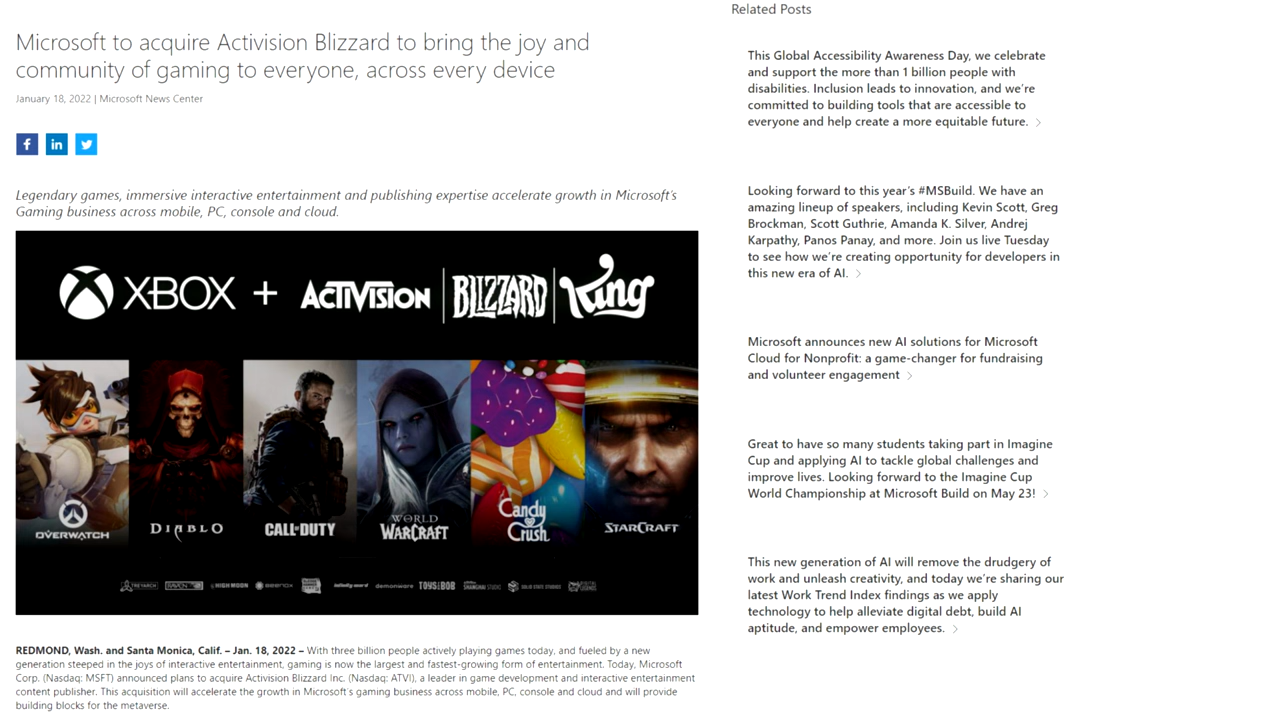 Microsoft to acquire Activision Blizzard to bring the joy and
community of gaming to everyone, across every device
January 18, 2022 | Microsoft News Center
Legendary games, immersive interactive entertainment and publishing expertise accelerate growth in Microsoft's
Gaming business across mobile, PC, console and cloud.
XBOX + ACTIVISION BLIZZARD King
OVERWATCH
DIABLO
CALL OF DUTY
WORLD OF WARCRAFT
Candy Crush
STARCRAFT
TREYARCH RAVEN HIGH MOON BEENOX infinity ward demonware TOYS FOR BOB SOLID STATE STUDIOS
REDMOND, Wash. and Santa Monica, Calif. – Jan. 18, 2022 – With three billion people actively playing games today, and fueled by a new
generation steeped in the joys of interactive entertainment, gaming is now the largest and fastest-growing form of entertainment. Today, Microsoft
Corp. (Nasdaq: MSFT) announced plans to acquire Activision Blizzard Inc. (Nasdaq: ATVI), a leader in game development and interactive entertainment
content publisher. This acquisition will accelerate the growth in Microsoft's gaming business across mobile, PC, console and cloud and will provide
building blocks for the metaverse.
Related Posts
This Global Accessibility Awareness Day, we celebrate
and support the more than 1 billion people with
disabilities. Inclusion leads to innovation, and we're
committed to building tools that are accessible to
everyone and help create a more equitable future.
Looking forward to this year's #MSBuild. We have an
amazing lineup of speakers, including Kevin Scott, Greg
Brockman, Scott Guthrie, Amanda K. Silver, Andrej
Karpathy, Panos Panay, and more. Join us live Tuesday
to see how we're creating opportunity for developers in
this new era of AI.
Microsoft announces new AI solutions for Microsoft
Cloud for Nonprofit: a game-changer for fundraising
and volunteer engagement
Great to have so many students taking part in Imagine
Cup and applying AI to tackle global challenges and
improve lives. Looking forward to the Imagine Cup
World Championship at Microsoft Build on May 23!
This new generation of AI will remove the drudgery of
work and unleash creativity, and today we're sharing our
latest Work Trend Index findings as we apply
technology to help alleviate digital debt, build AI
aptitude, and empower employees.